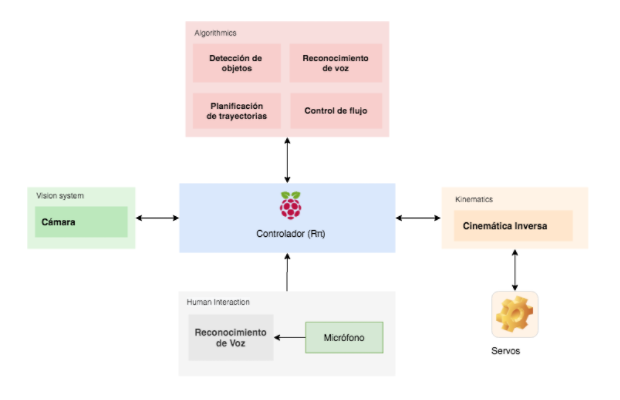 Algorithmics
Detección de
objetos
Reconocimiento
de voz
Planificación
de trayectorias
Control de flujo
Vision system
Cámara
Controlador (Rπ)
Kinematics
Cinemática Inversa
Human Interaction
Reconocimiento
de Voz
Micrófono
Servos